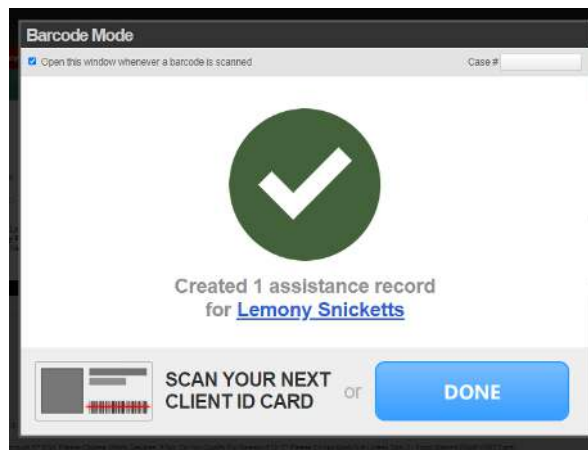 Barcode Mode
Open this window whenever a barcode is scanned
Case #
Created 1 assistance record
for Lemony Snicketts
SCAN YOUR NEXT
CLIENT ID CARD
or
DONE